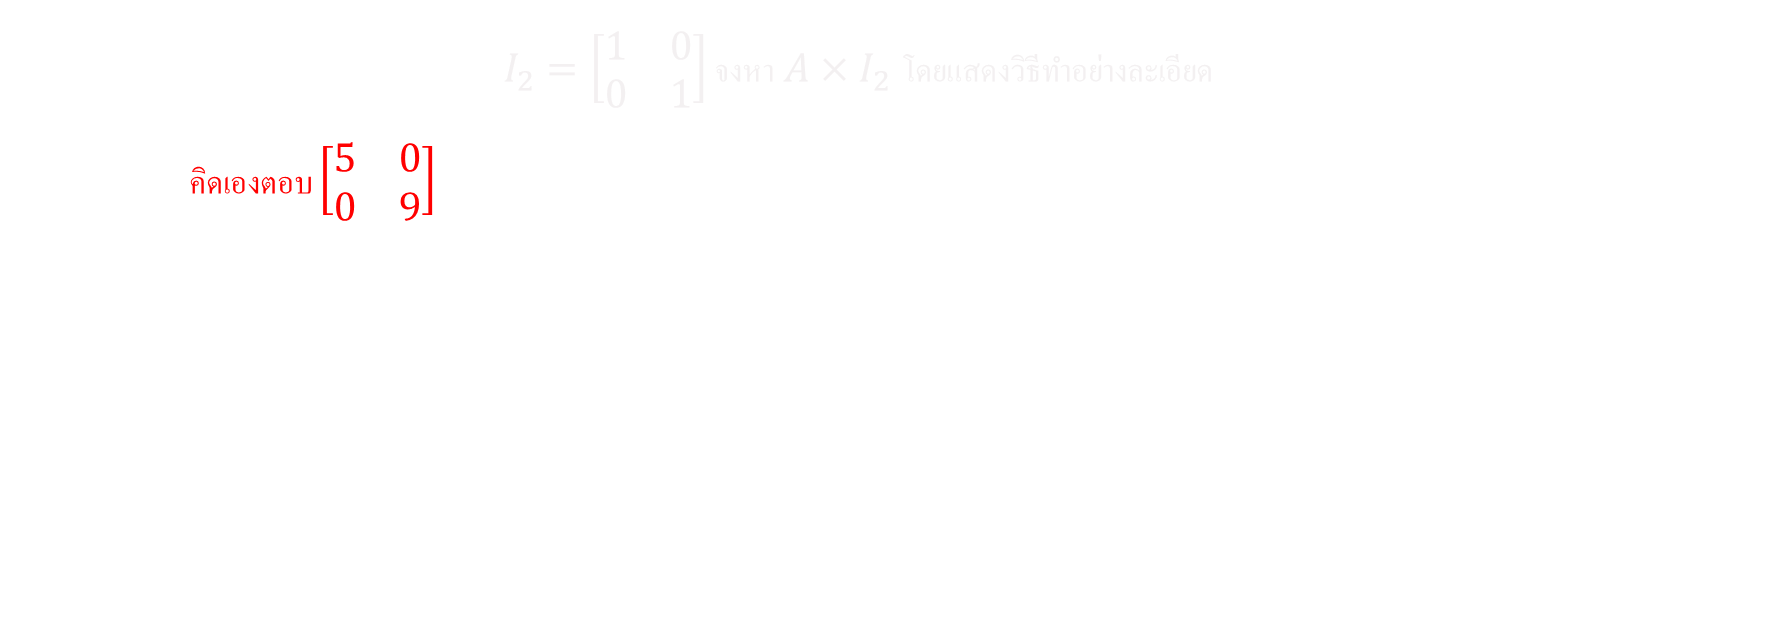 I₂ = [1 0; 0 1] จงหา A × I₂ โดยแสดงวิธีทำอย่างละเอียด
คิดเองตอบ [5 0; 0 9]